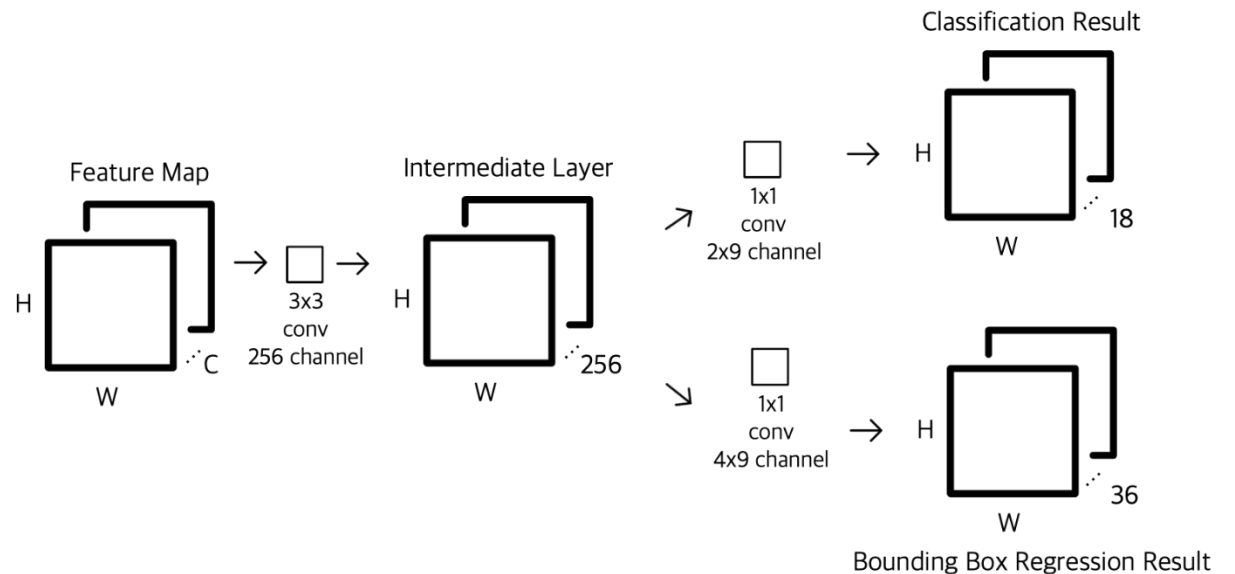 Feature Map
H
W
C
3x3
conv
256 channel
Intermediate Layer
H
W
256
1x1
conv
2x9 channel
Classification Result
H
W
18
1x1
conv
4x9 channel
H
W
36
Bounding Box Regression Result